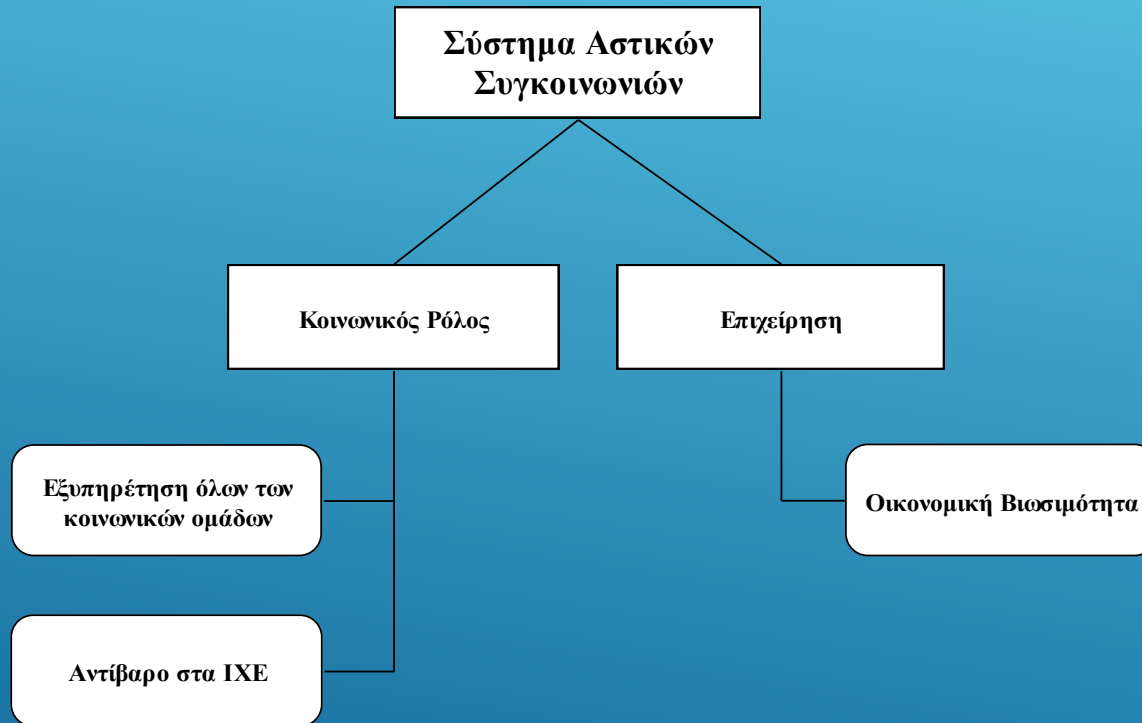 Σύστημα Αστικών
Συγκοινωνιών
Κοινωνικός Ρόλος
Επιχείρηση
Εξυπηρέτηση όλων των
κοινωνικών ομάδων
Οικονομική Βιωσιμότητα
Αντίβαρο στα ΙΧΕ